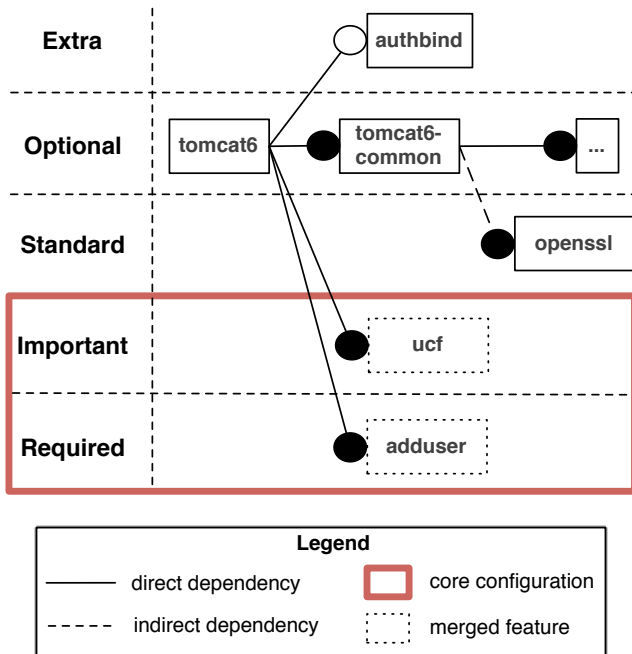 Extra
authbind
Optional
tomcat6
tomcat6-
common
...
Standard
openssl
Important
ucf
Required
adduser
Legend
direct dependency
core configuration
indirect dependency
merged feature